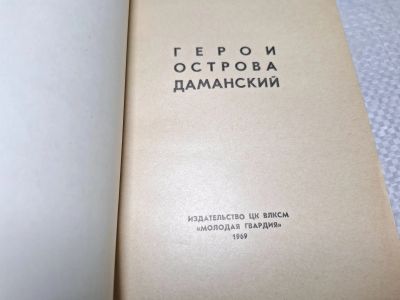 ГЕРОИ
ОСТРОВА
ДАМАНСКИЙ
ИЗДАТЕЛЬСТВО ЦК ВЛКСМ
«МОЛОДАЯ ГВАРДИЯ»
1969